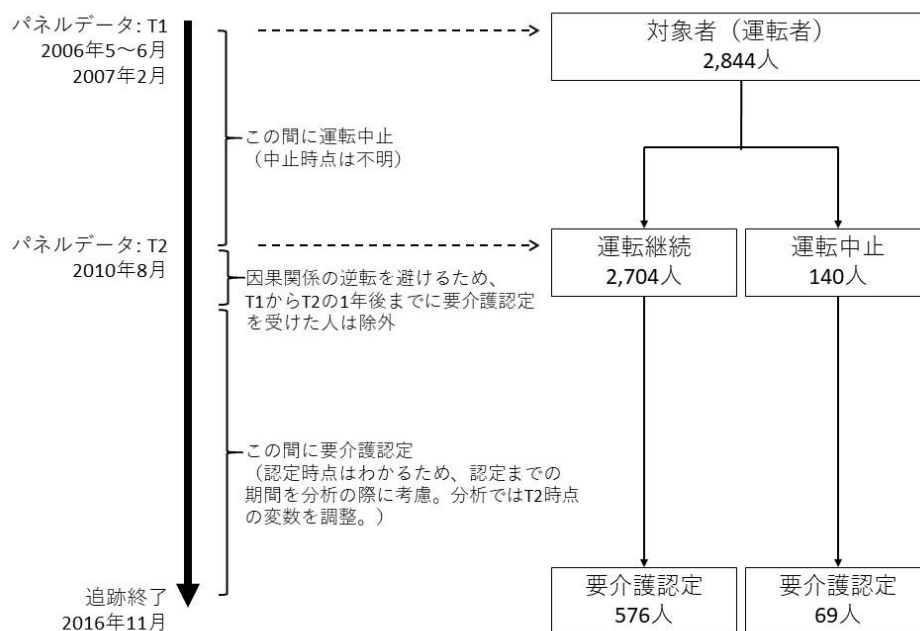 パネルデータ: T1
2006年5～6月
2007年2月
対象者（運転者）
2,844人
この間に運転中止
（中止時点は不明）
パネルデータ: T2
2010年8月
運転継続
2,704人
運転中止
140人
因果関係の逆転を避けるため、
T1からT2の1年後までに要介護認定
を受けた人は除外
この間に要介護認定
（認定時点はわかるため、認定までの
期間を分析の際に考慮。分析ではT2時点
の変数を調整。）
追跡終了
2016年11月
要介護認定
576人
要介護認定
69人